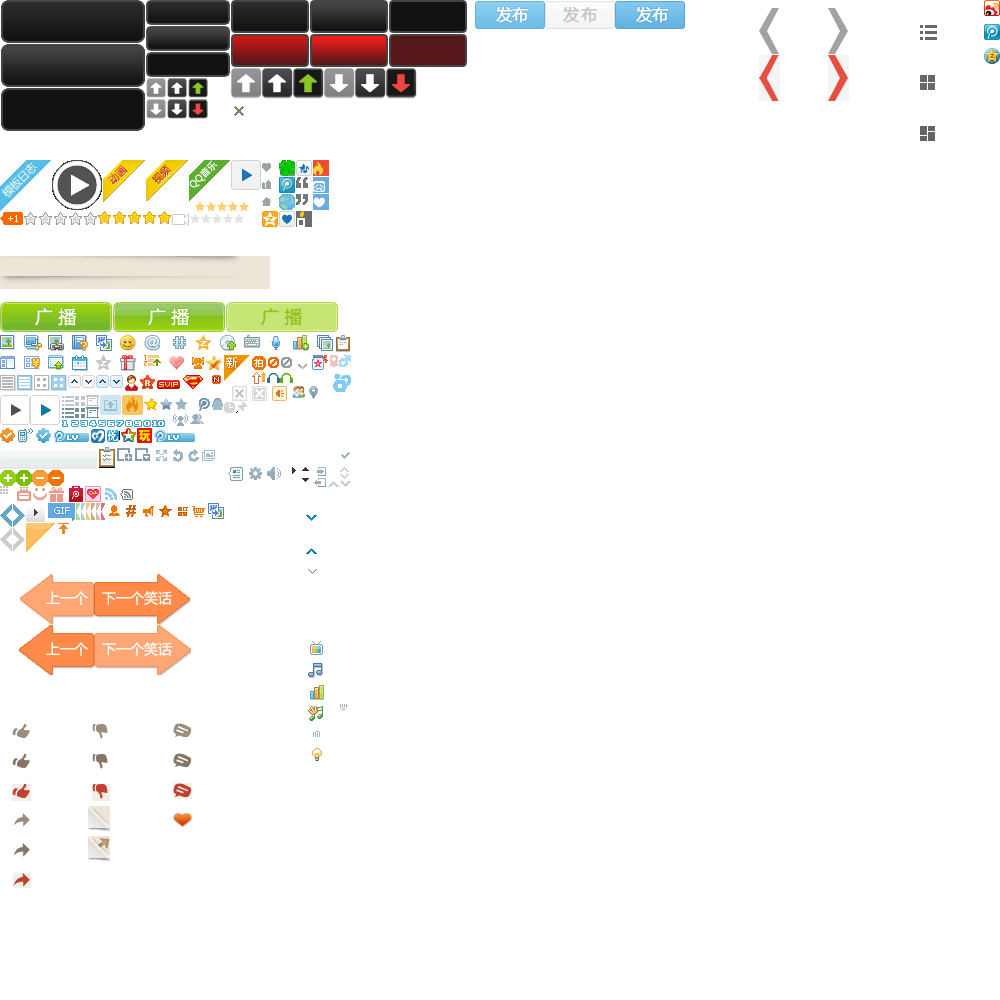 发布 发布 发布
模板日志 动画 视频 QQ音乐
+1
广播 广播 广播
新 拍
R SVIP N
1 2 3 4 5 6 7 8 9 10
LV 玩 LV
GIF #
上一个 下一个笑话
上一个 下一个笑话